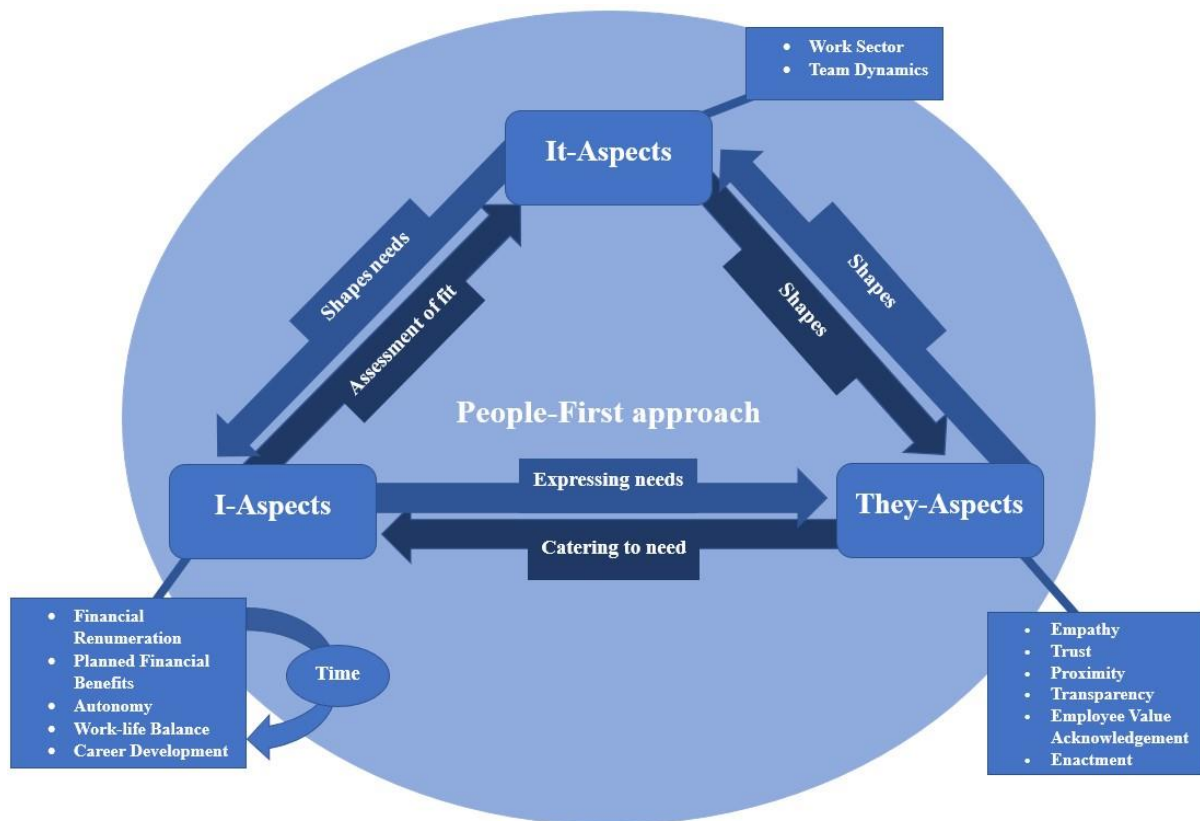 Work Sector
Team Dynamics
It-Aspects
Shapes needs
Assessment of fit
Shapes
Shapes
People-First approach
I-Aspects
Expressing needs
Catering to need
They-Aspects
Financial
Renumeration
Planned Financial
Benefits
Autonomy
Work-life Balance
Career Development
Time
Empathy
Trust
Proximity
Transparency
Employee Value
Acknowledgement
Enactment